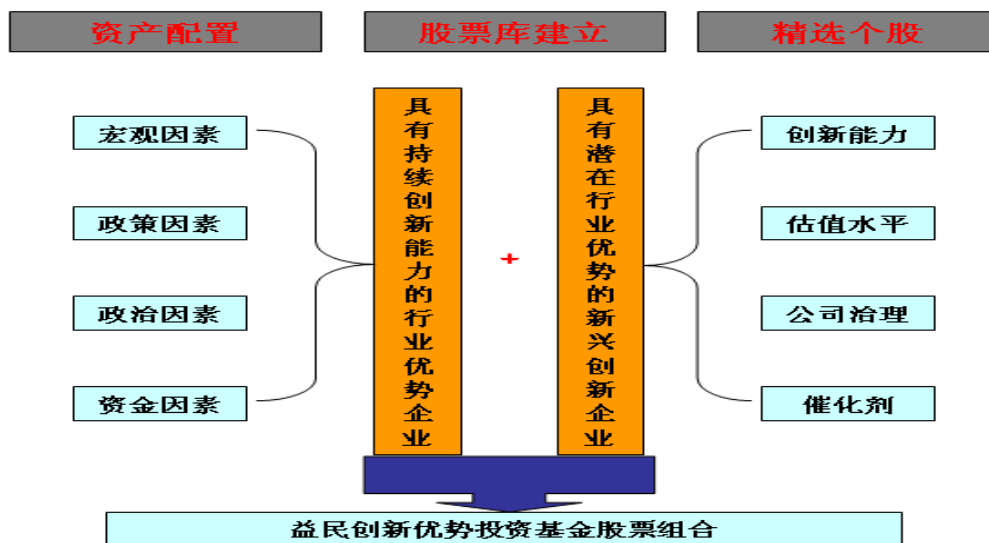 资产配置
股票库建立
精选个股
宏观因素
政策因素
政治因素
资金因素
具有持续创新能力的行业优势企业
+
具有潜在行业优势的新兴创新企业
创新能力
估值水平
公司治理
催化剂
益民创新优势投资基金股票组合